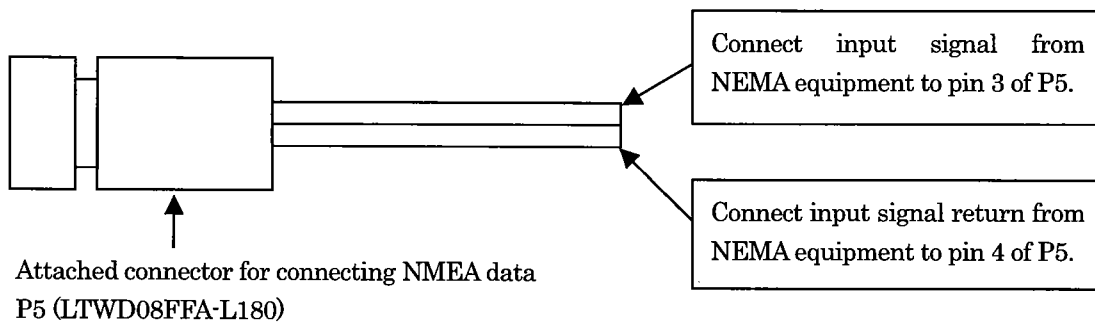 Connect input signal from
NEMA equipment to pin 3 of P5.
Connect input signal return from
NEMA equipment to pin 4 of P5.
Attached connector for connecting NMEA data
P5 (LTWD08FFA-L180)